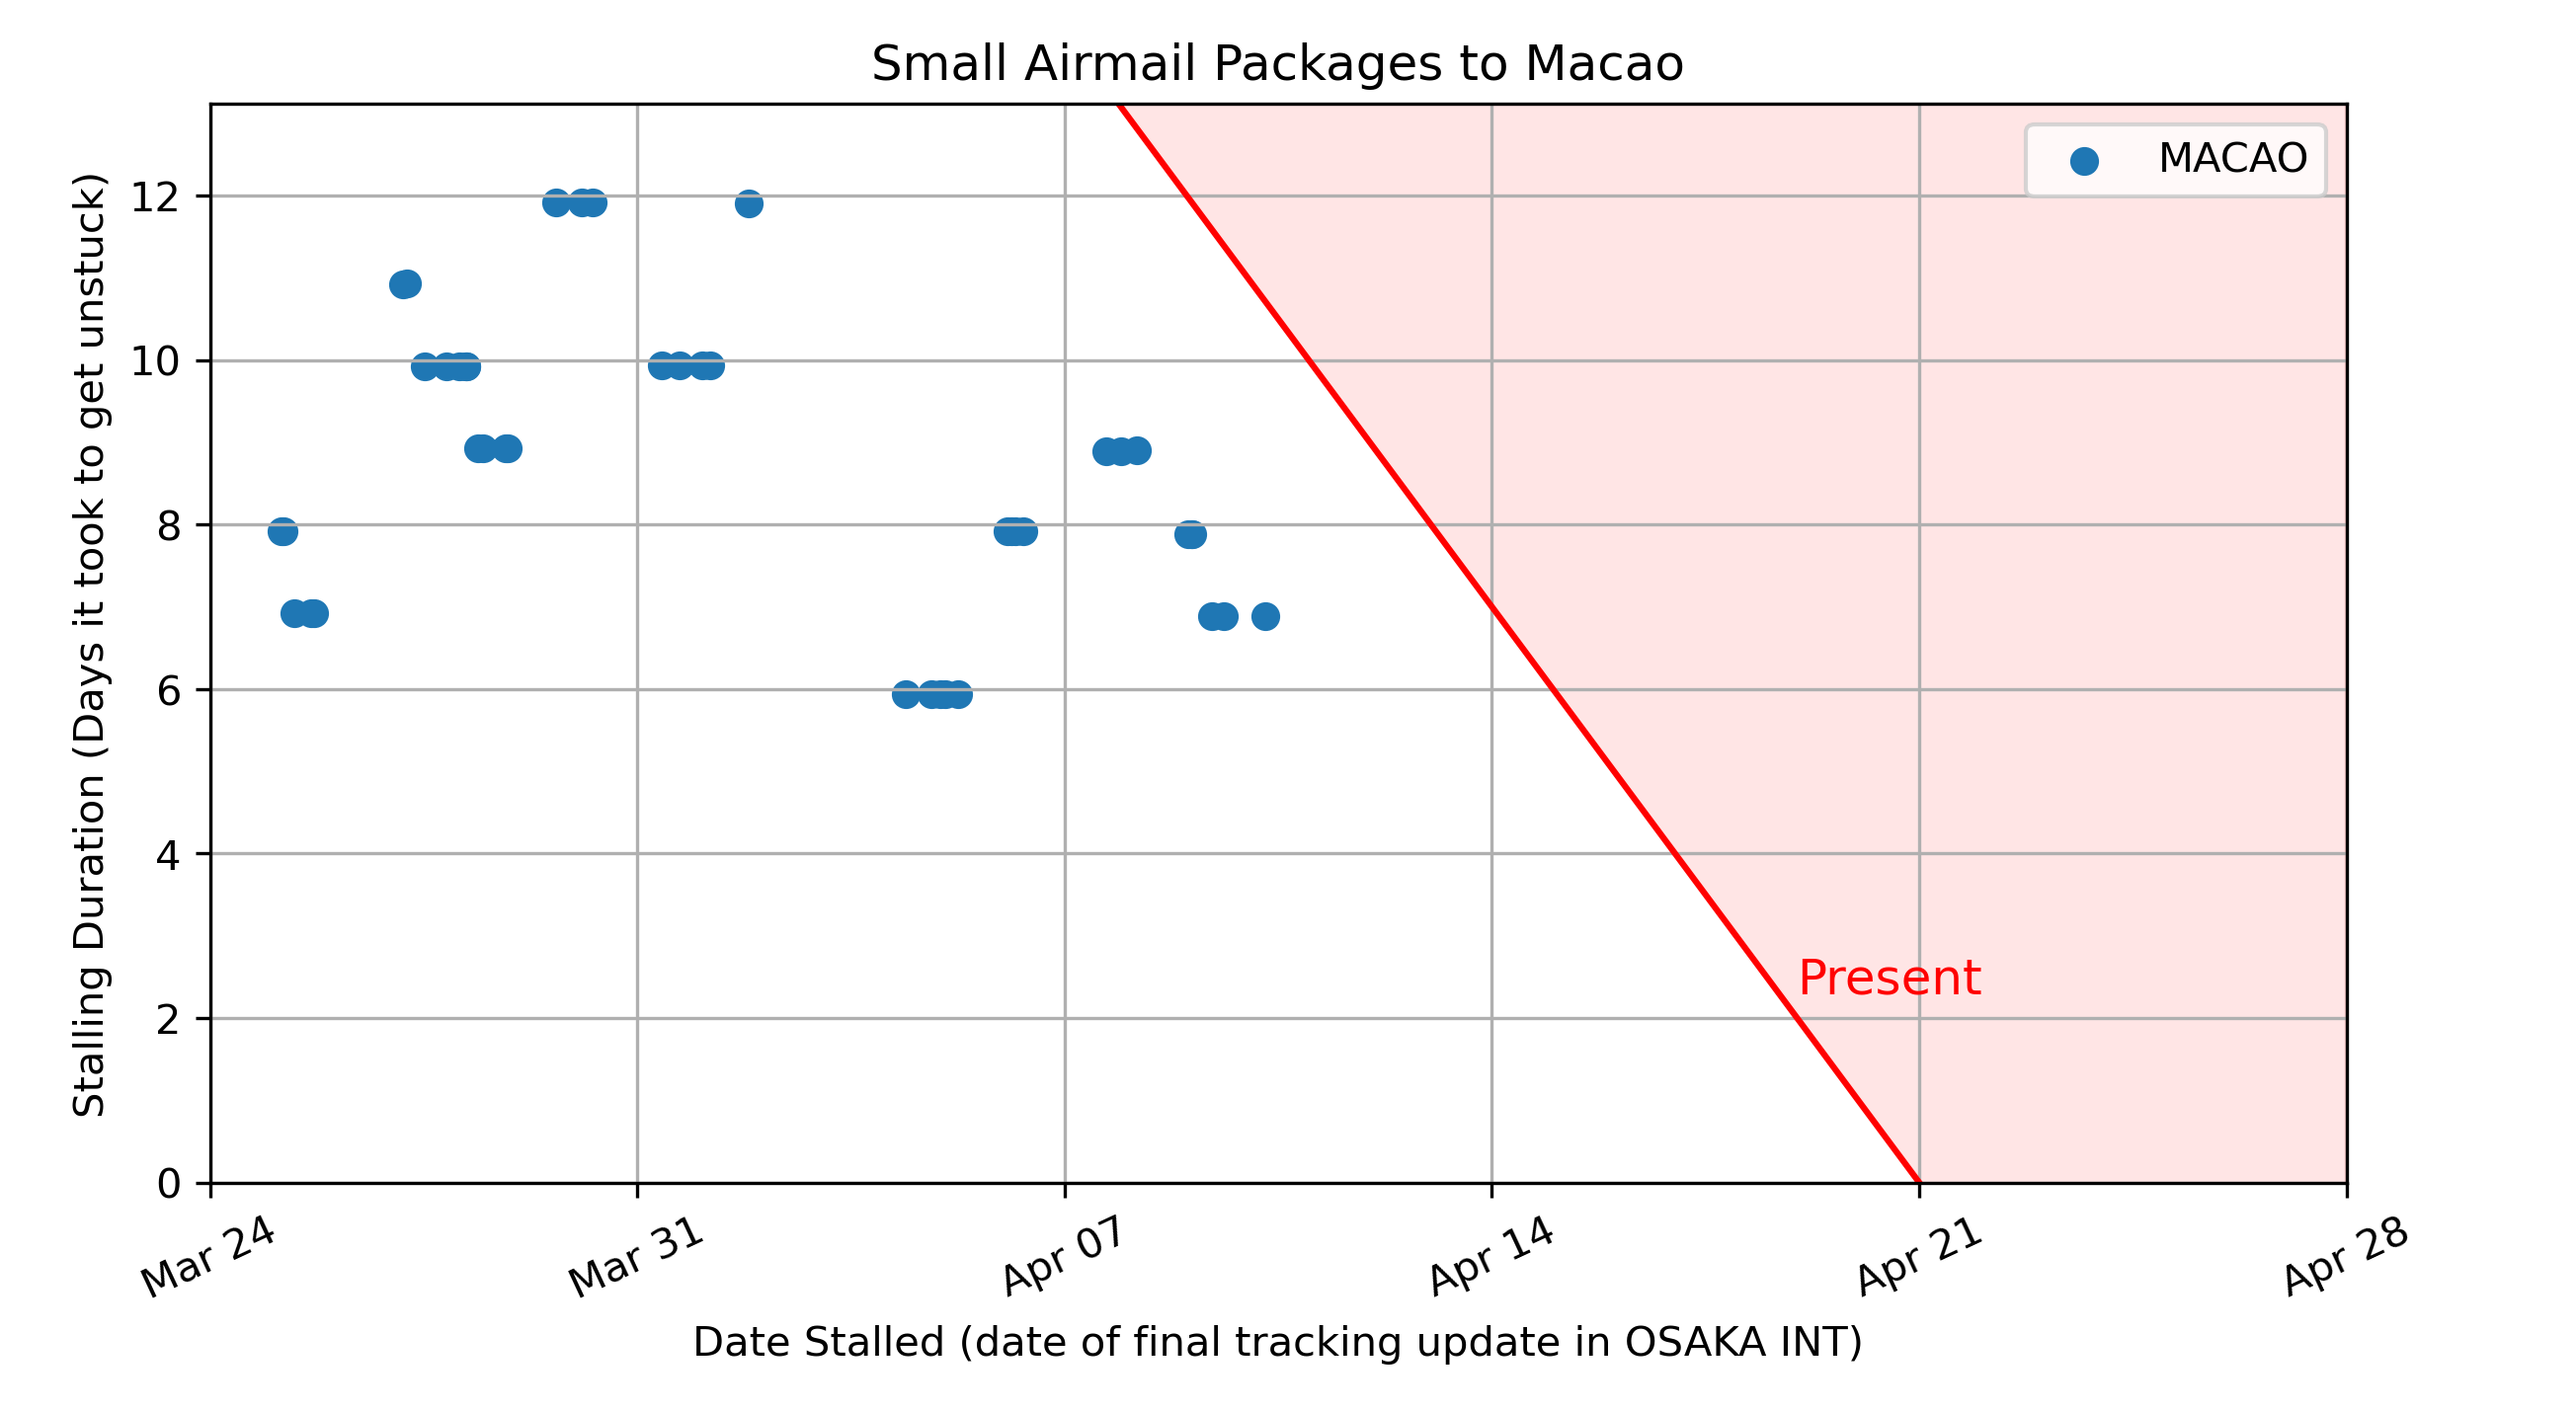 Small Airmail Packages to Macao
MACAO
Stalling Duration (Days it took to get unstuck)
12
10
8
6
4
2
0
Present
Mar 24
Mar 31
Apr 07
Apr 14
Apr 21
Apr 28
Date Stalled (date of final tracking update in OSAKA INT)